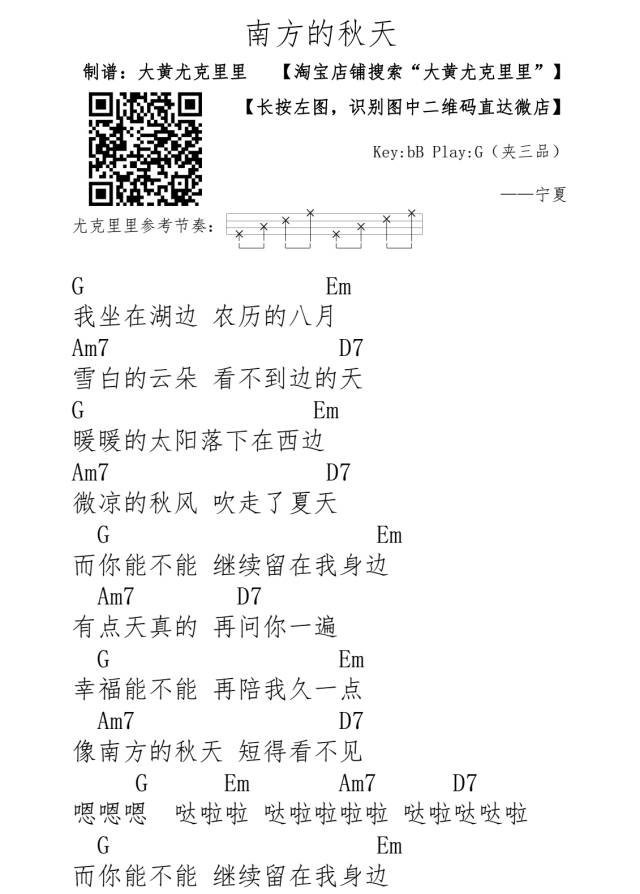 南方的秋天
制谱：大黄尤克里里 【淘宝店铺搜索“大黄尤克里里”】
【长按左图，识别图中二维码直达微店】
Key:bB Play:G（夹三品）
——宁夏
尤克里里参考节奏：
G Em
我坐在湖边 农历的八月
Am7 D7
雪白的云朵 看不到边的天
G Em
暖暖的太阳落下在西边
Am7 D7
微凉的秋风 吹走了夏天
G Em
而你能不能 继续留在我身边
Am7 D7
有点天真的 再问你一遍
G Em
幸福能不能 再陪我久一点
Am7 D7
像南方的秋天 短得看不见
G Em Am7 D7
嗯嗯嗯 哒啦啦 哒啦啦啦啦 哒啦哒哒啦
G Em
而你能不能 继续留在我身边